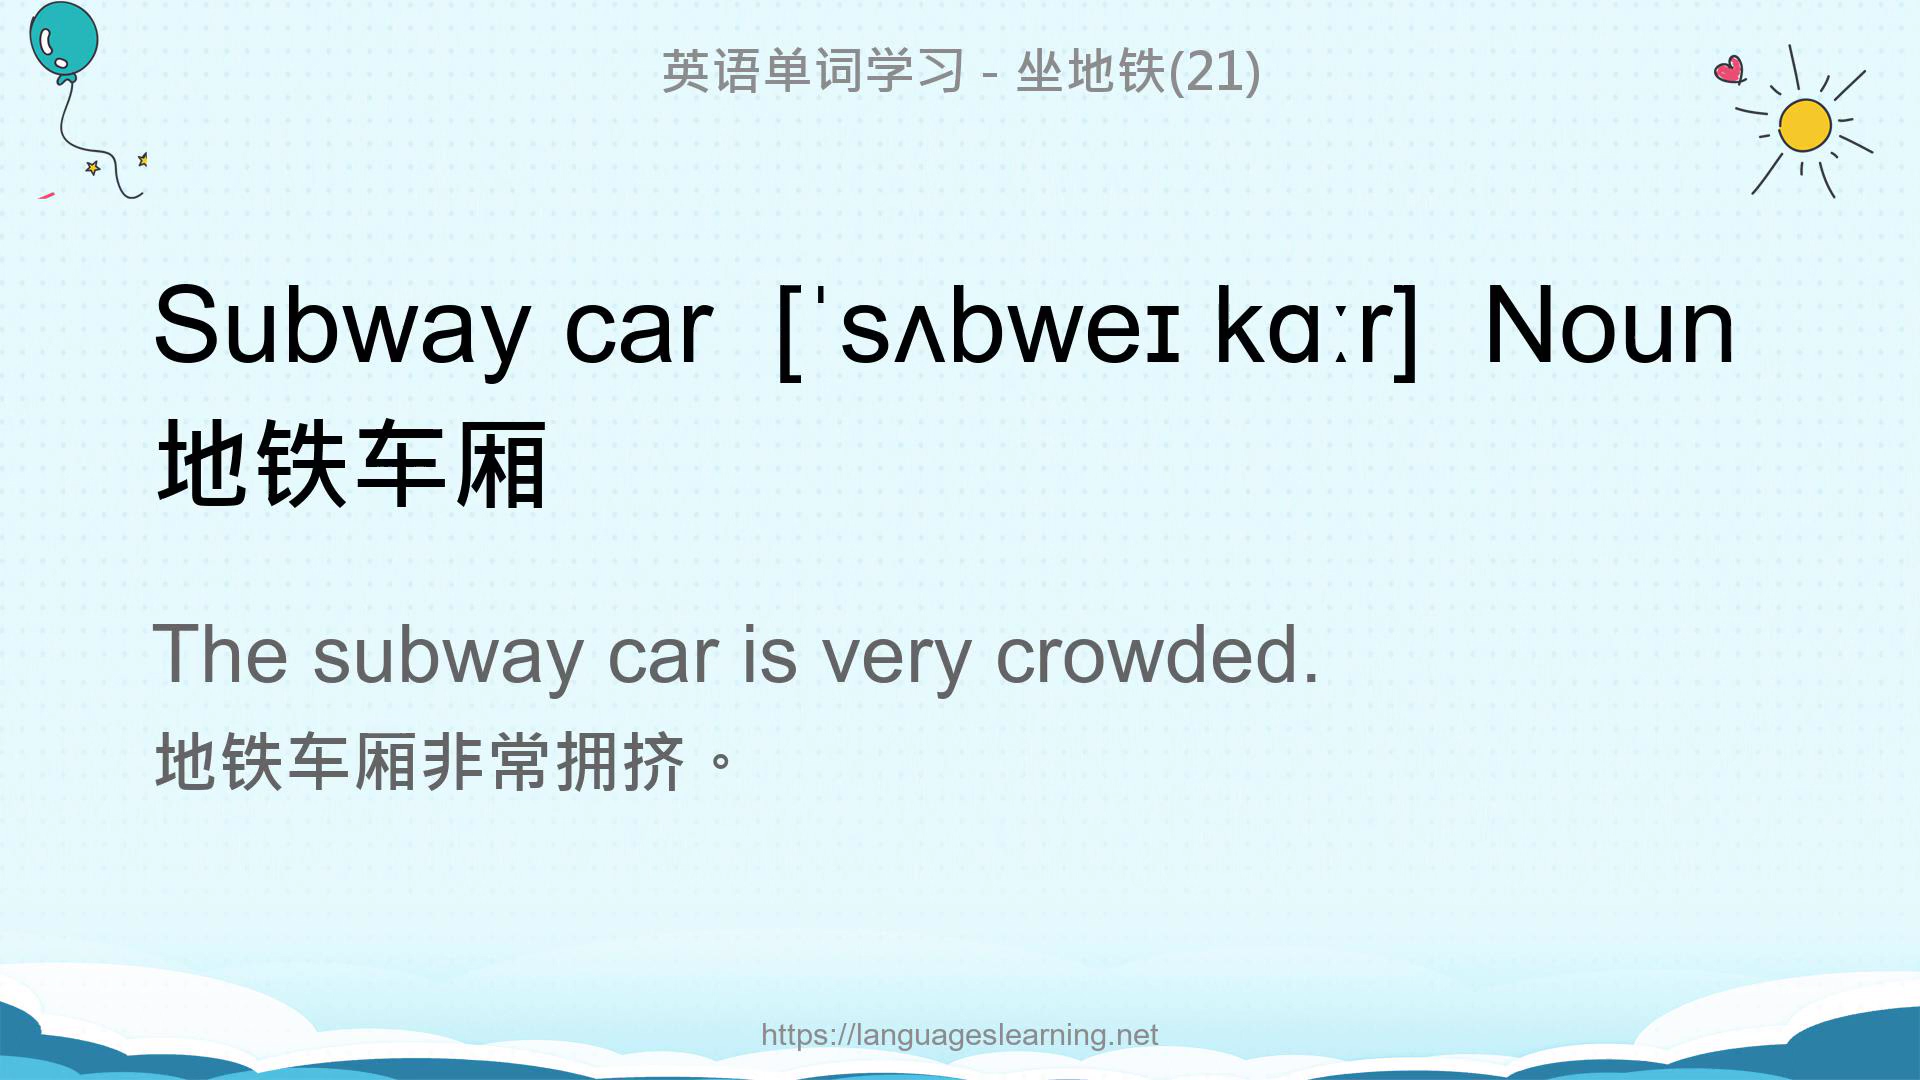 英语单词学习 - 坐地铁(21)
Subway car [ˈsʌbweɪ kɑːr] Noun
地铁车厢
The subway car is very crowded.
地铁车厢非常拥挤。
https://languageslearning.net